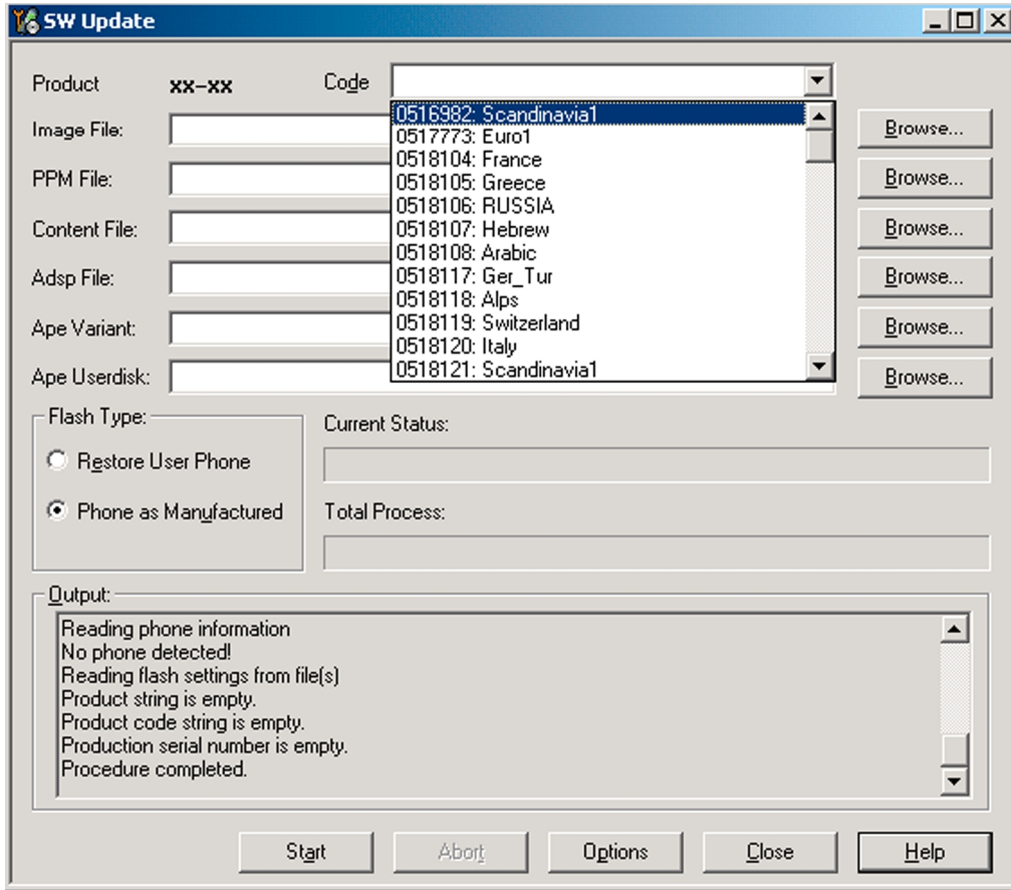 SW Update
Product xx-xx Code
0516982: Scandinavia1
0517773: Euro1
0518104: France
0518105: Greece
0518106: RUSSIA
0518107: Hebrew
0518108: Arabic
0518117: Ger_Tur
0518118: Alps
0518119: Switzerland
0518120: Italy
0518121: Scandinavia1
Image File: Browse...
PPM File: Browse...
Content File: Browse...
Adsp File: Browse...
Ape Variant: Browse...
Ape Userdisk: Browse...
Flash Type:
Restore User Phone
Phone as Manufactured
Current Status:
Total Process:
Output:
Reading phone information
No phone detected!
Reading flash settings from file(s)
Product string is empty.
Product code string is empty.
Production serial number is empty.
Procedure completed.
Start Abort Options Close Help